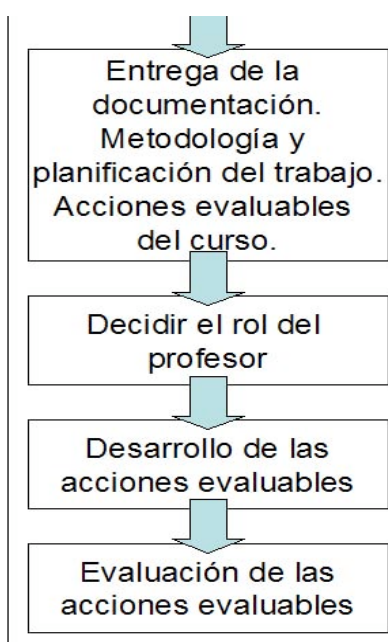 Entrega de la
documentación.
Metodología y
planificación del trabajo.
Acciones evaluables
del curso.
Decidir el rol del
profesor
Desarrollo de las
acciones evaluables
Evaluación de las
acciones evaluables